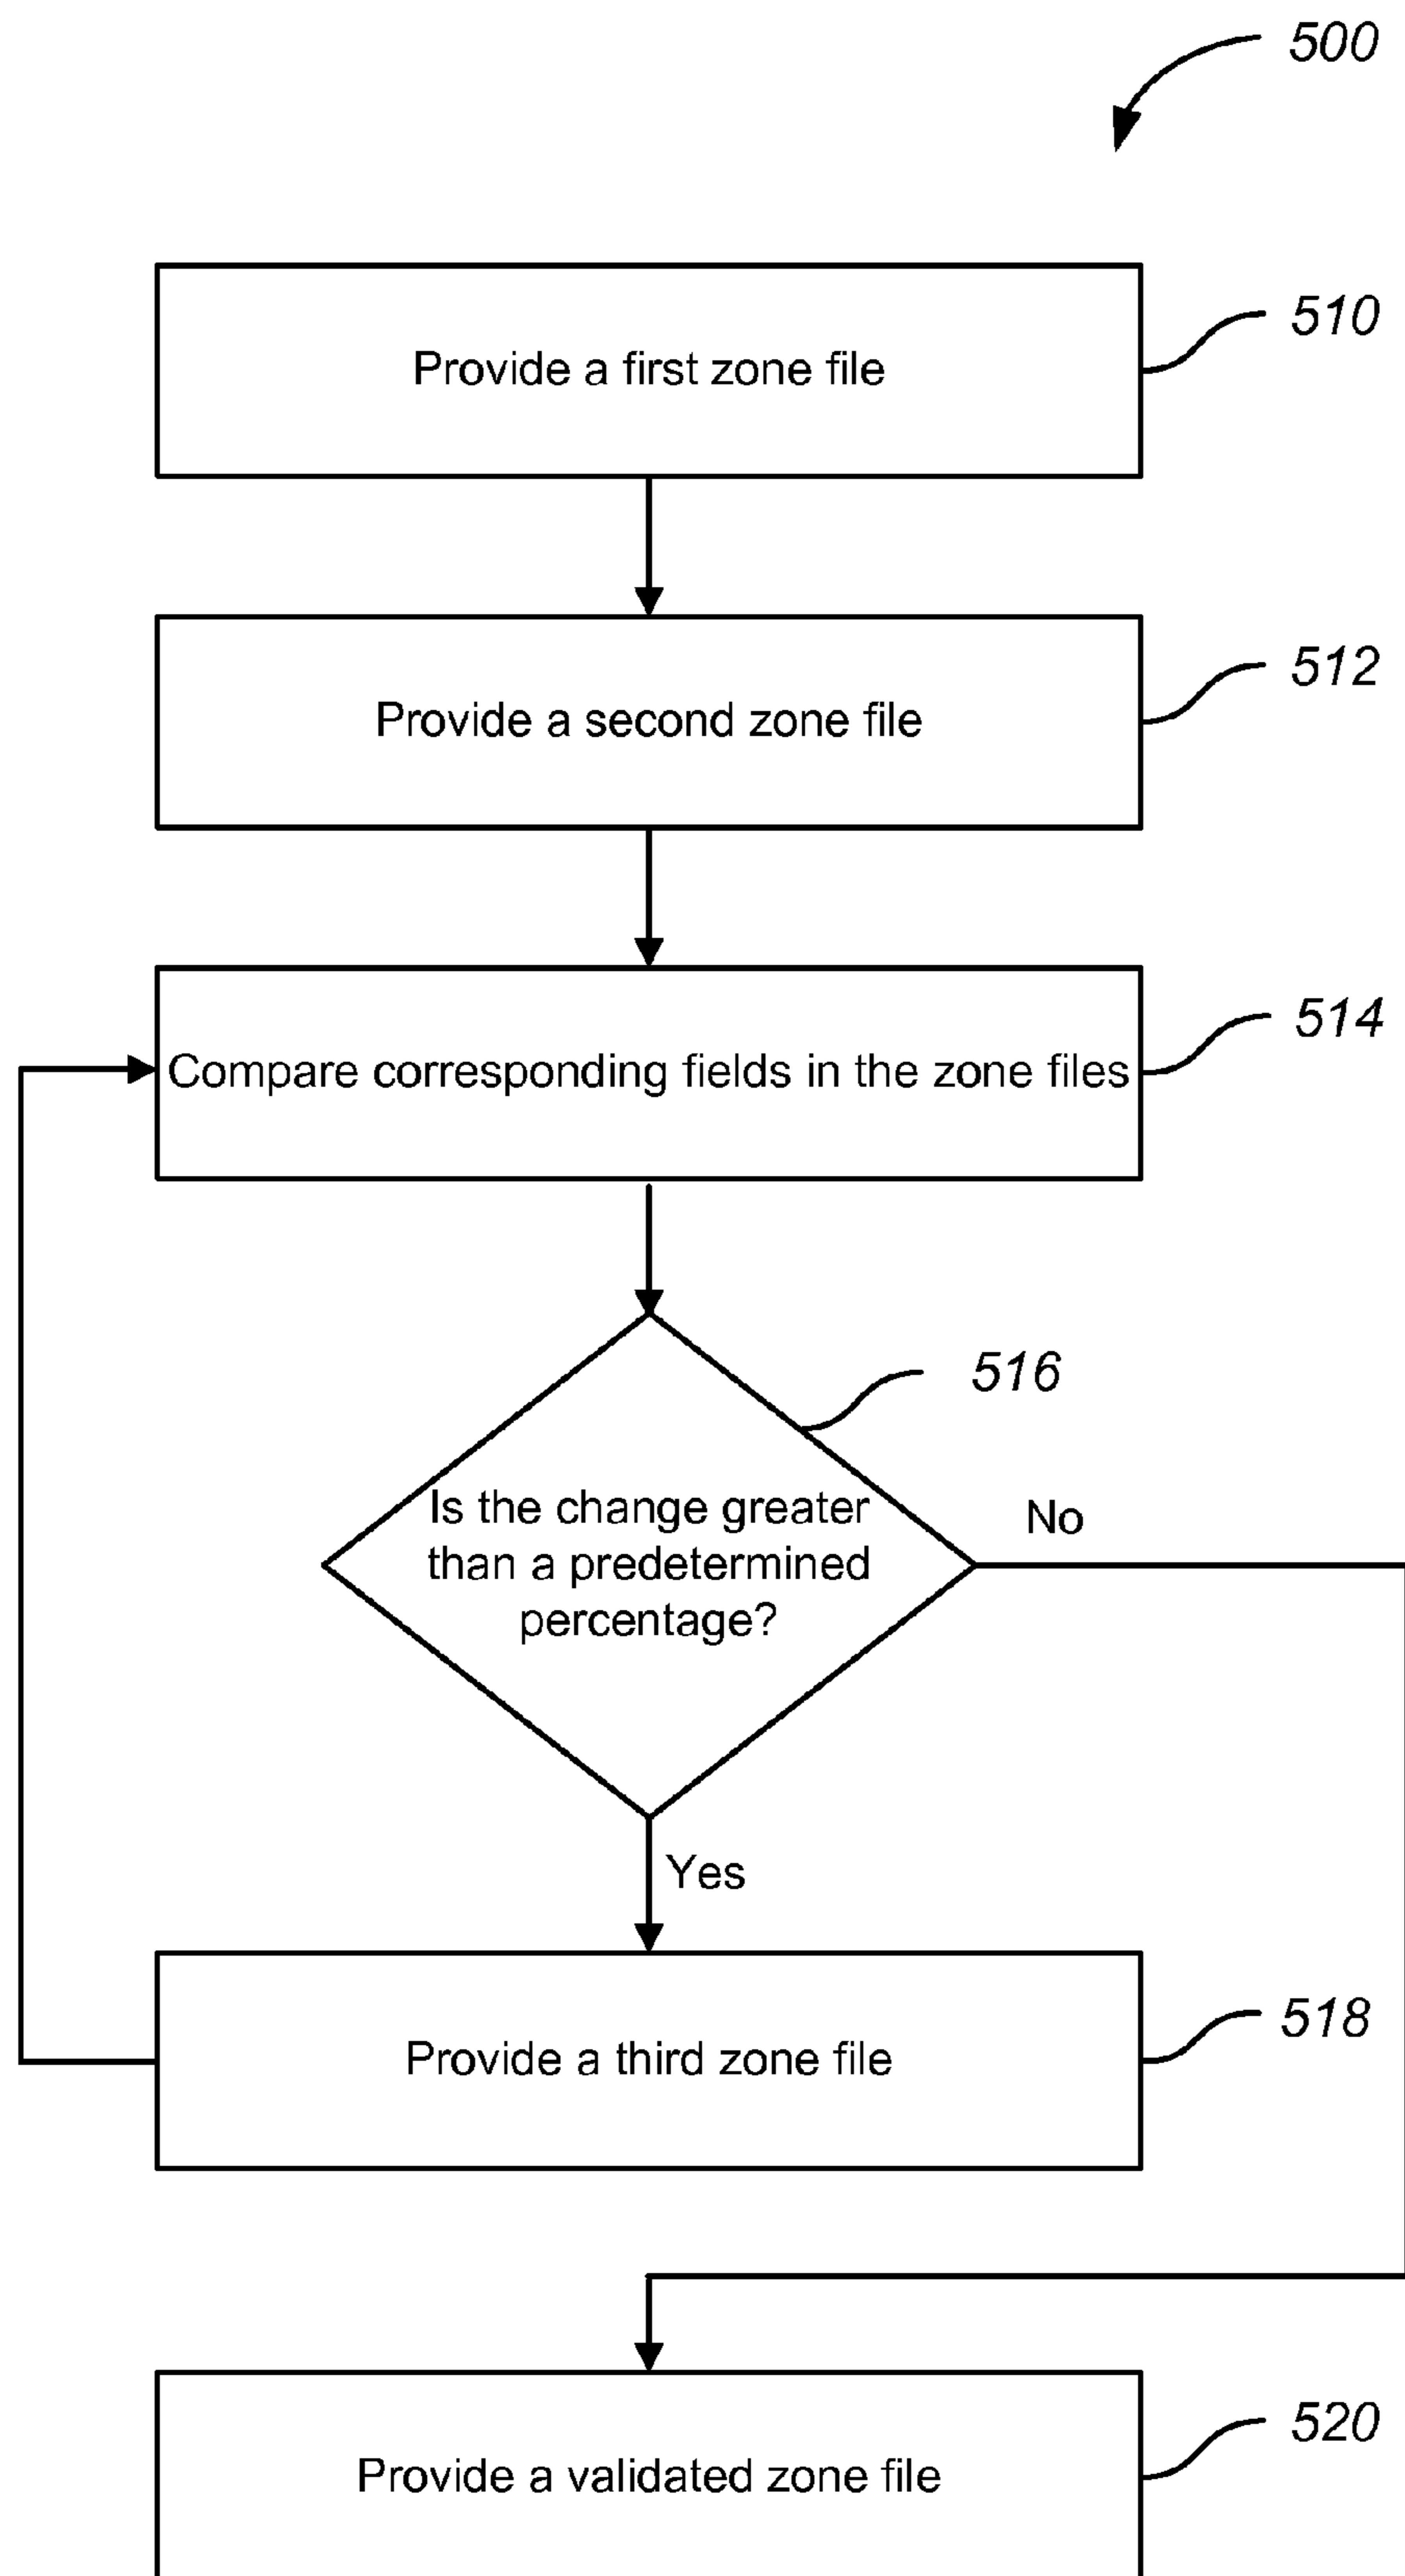 500
Provide a first zone file
510
Provide a second zone file
512
Compare corresponding fields in the zone files
514
516
Is the change greater
than a predetermined
percentage?
No
Yes
Provide a third zone file
518
Provide a validated zone file
520